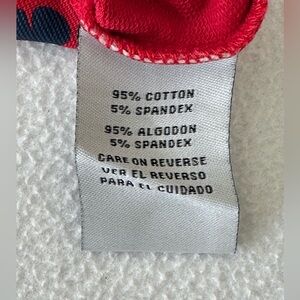 95% COTTON
5% SPANDEX
95% ALGODON
5% SPANDEX
CARE ON REVERSE
VER EL REVERSO
PARA EL CUIDADO